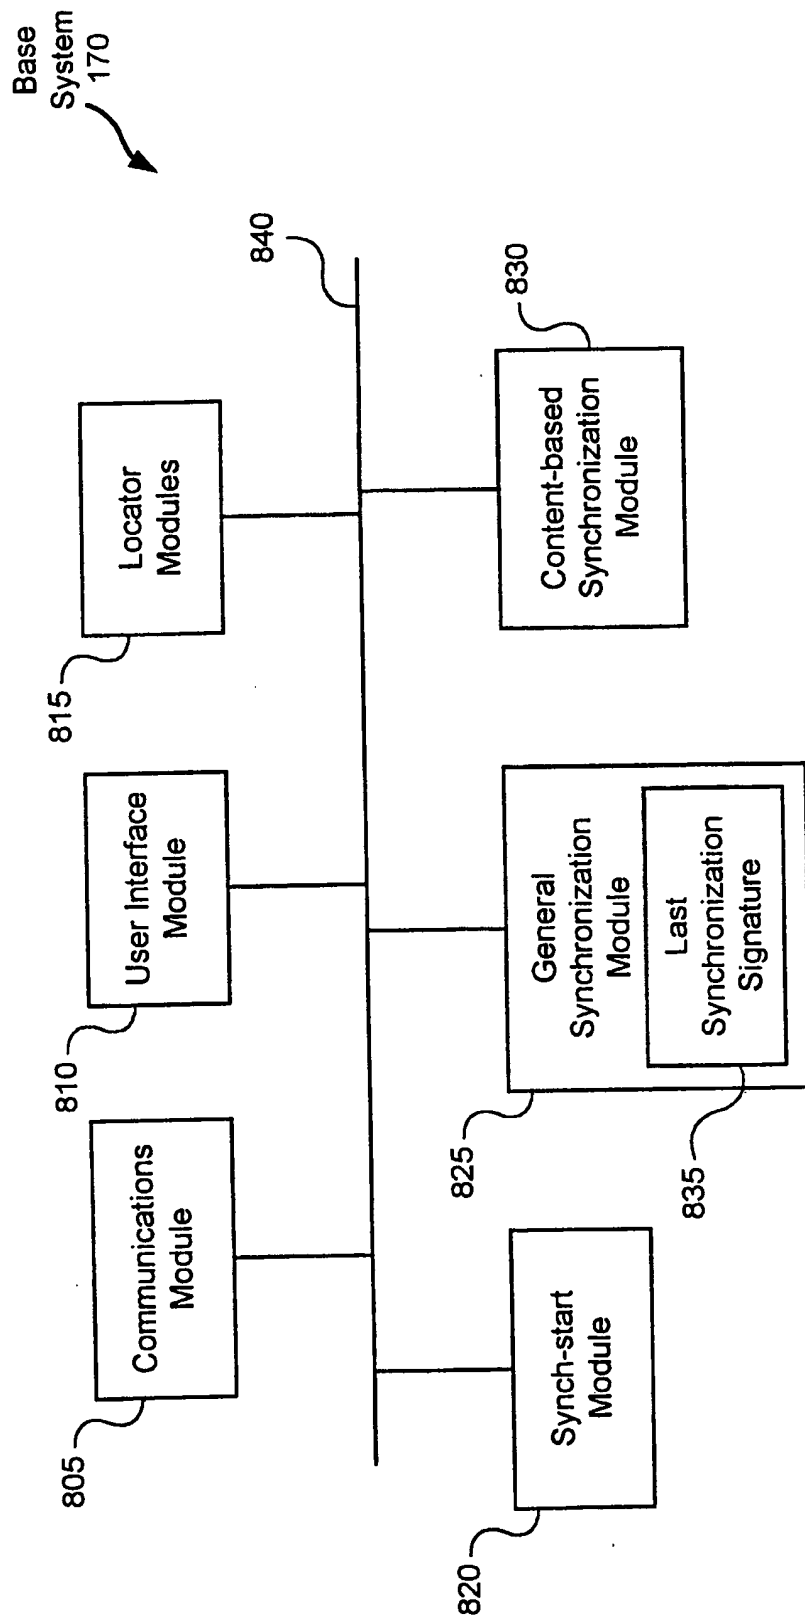 Base
System
170
805
Communications
Module
810
User Interface
Module
815
Locator
Modules
840
820
Synch-start
Module
825
General
Synchronization
Module
835
Last
Synchronization
Signature
830
Content-based
Synchronization
Module